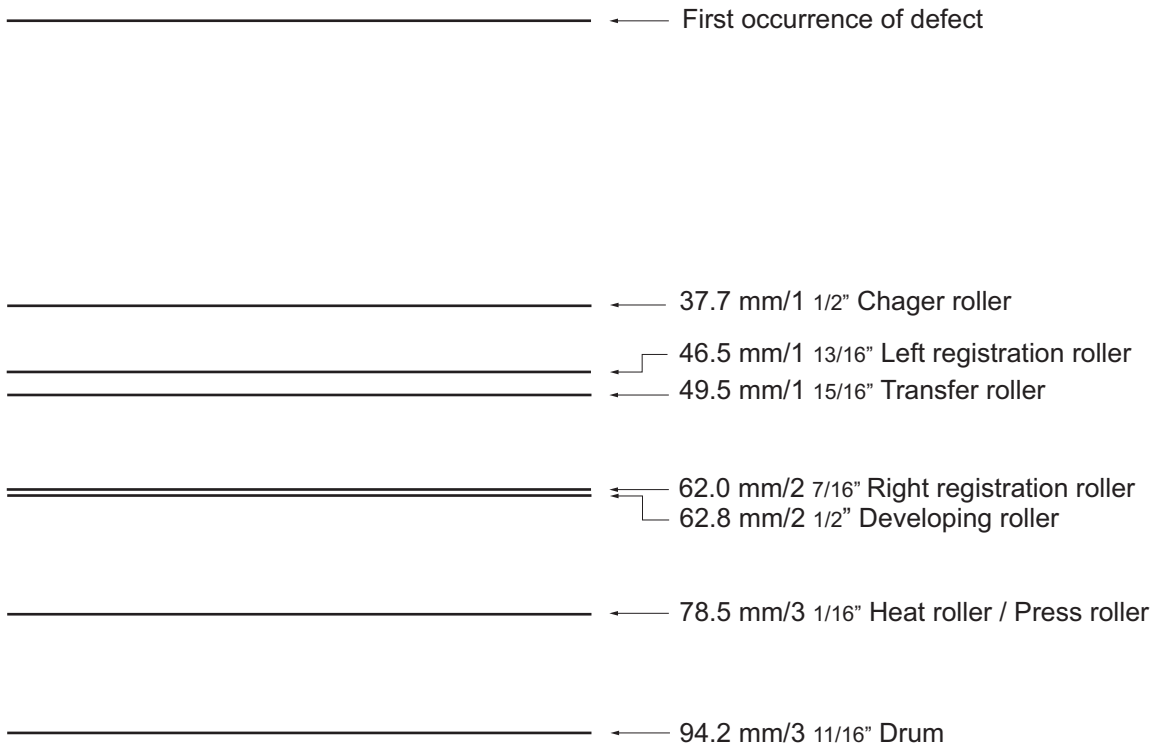 First occurrence of defect
37.7 mm/1 1/2” Chager roller
46.5 mm/1 13/16” Left registration roller
49.5 mm/1 15/16” Transfer roller
62.0 mm/2 7/16” Right registration roller
62.8 mm/2 1/2” Developing roller
78.5 mm/3 1/16” Heat roller / Press roller
94.2 mm/3 11/16” Drum